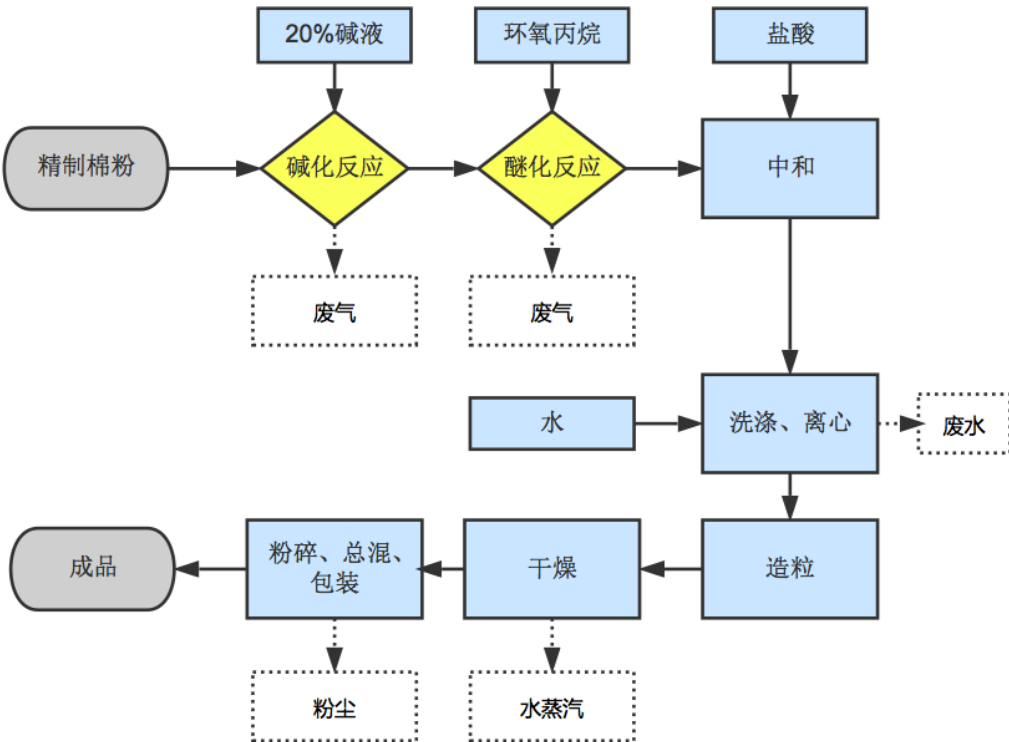 20%碱液
环氧丙烷
盐酸
精制棉粉
碱化反应
醚化反应
中和
废气
废气
水
洗涤、离心
废水
成品
粉碎、总混、
包装
干燥
造粒
粉尘
水蒸汽